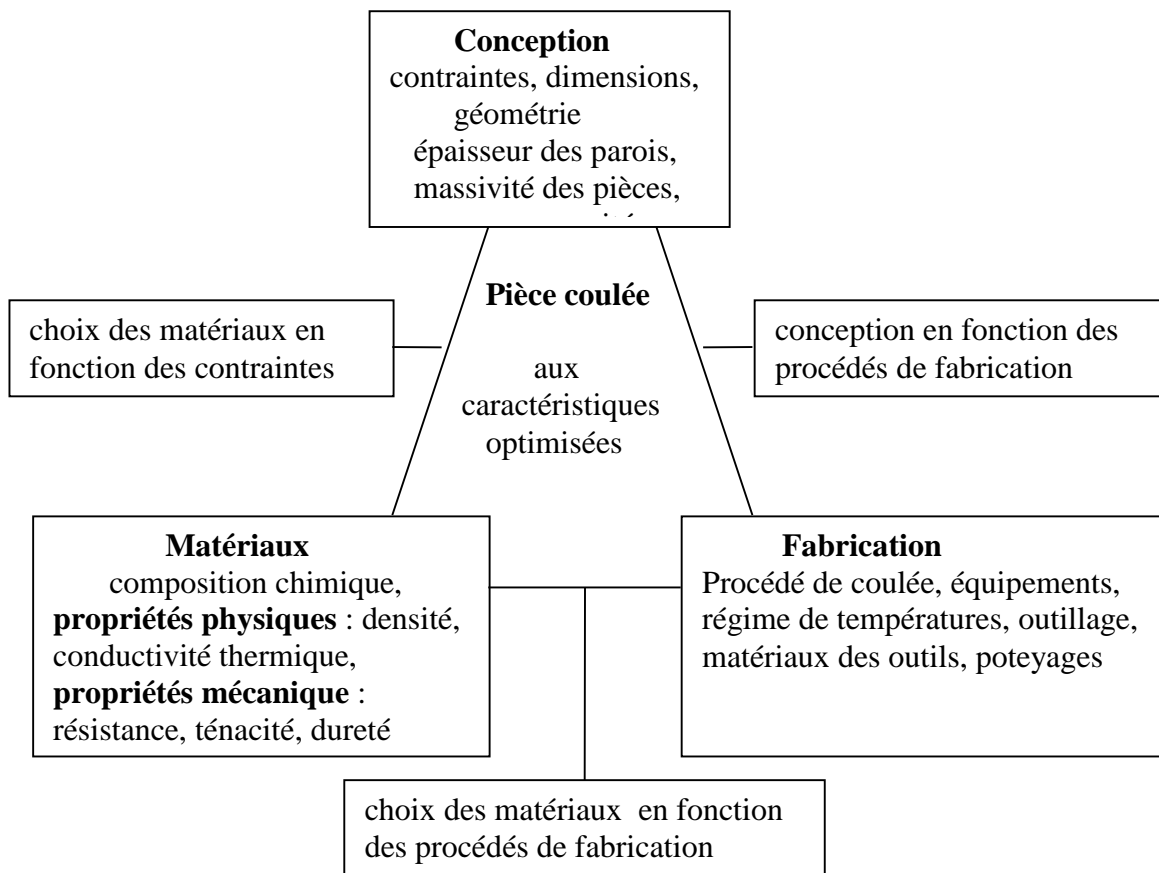 Conception
contraintes, dimensions,
géométrie
épaisseur des parois,
massivité des pièces,
Pièce coulée
aux
caractéristiques
optimisées
choix des matériaux en
fonction des contraintes
conception en fonction des
procédés de fabrication
Matériaux
composition chimique,
propriétés physiques : densité,
conductivité thermique,
propriétés mécanique :
résistance, ténacité, dureté
Fabrication
Procédé de coulée, équipements,
régime de températures, outillage,
matériaux des outils, poteyages
choix des matériaux en fonction
des procédés de fabrication